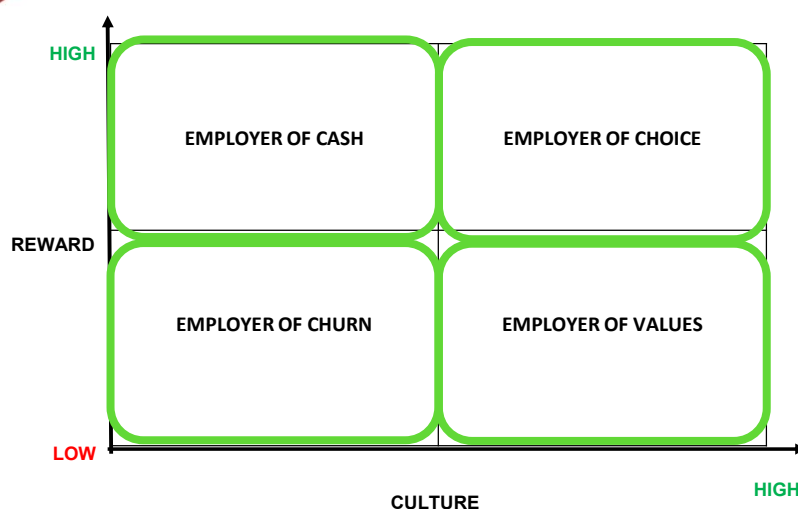 HIGH
EMPLOYER OF CASH
EMPLOYER OF CHOICE
REWARD
EMPLOYER OF CHURN
EMPLOYER OF VALUES
LOW
HIGH
CULTURE